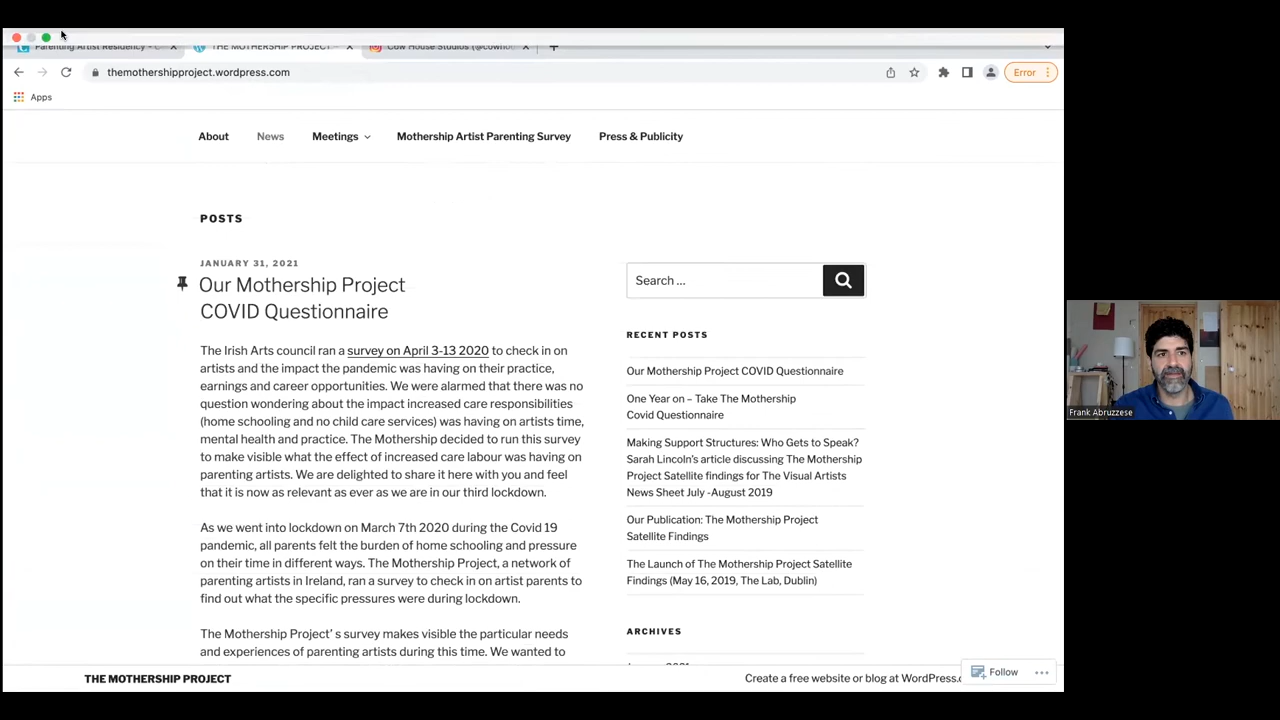 Parenting Artist Residency - C
THE MOTHERSHIP PROJECT
Cow House Studios (@cowho
themothershipproject.wordpress.com
Error
Apps
About
News
Meetings
Mothership Artist Parenting Survey
Press & Publicity
POSTS
JANUARY 31, 2021
Our Mothership Project
COVID Questionnaire
The Irish Arts council ran a survey on April 3-13 2020 to check in on
artists and the impact the pandemic was having on their practice,
earnings and career opportunities. We were alarmed that there was no
question wondering about the impact increased care responsibilities
(home schooling and no child care services) was having on artists time,
mental health and practice. The Mothership decided to run this survey
to make visible what the effect of increased care labour was having on
parenting artists. We are delighted to share it here with you and feel
that it is now as relevant as ever as we are in our third lockdown.
As we went into lockdown on March 7th 2020 during the Covid 19
pandemic, all parents felt the burden of home schooling and pressure
on their time in different ways. The Mothership Project, a network of
parenting artists in Ireland, ran a survey to check in on artist parents to
find out what the specific pressures were during lockdown.
The Mothership Project' s survey makes visible the particular needs
and experiences of parenting artists during this time. We wanted to
Search ...
RECENT POSTS
Our Mothership Project COVID Questionnaire
One Year on – Take The Mothership
Covid Questionnaire
Making Support Structures: Who Gets to Speak?
Sarah Lincoln's article discussing The Mothership
Project Satellite findings for The Visual Artists
News Sheet July -August 2019
Our Publication: The Mothership Project
Satellite Findings
The Launch of The Mothership Project Satellite
Findings (May 16, 2019, The Lab, Dublin)
ARCHIVES
Follow
THE MOTHERSHIP PROJECT
Create a free website or blog at WordPress.c
Frank Abruzzese